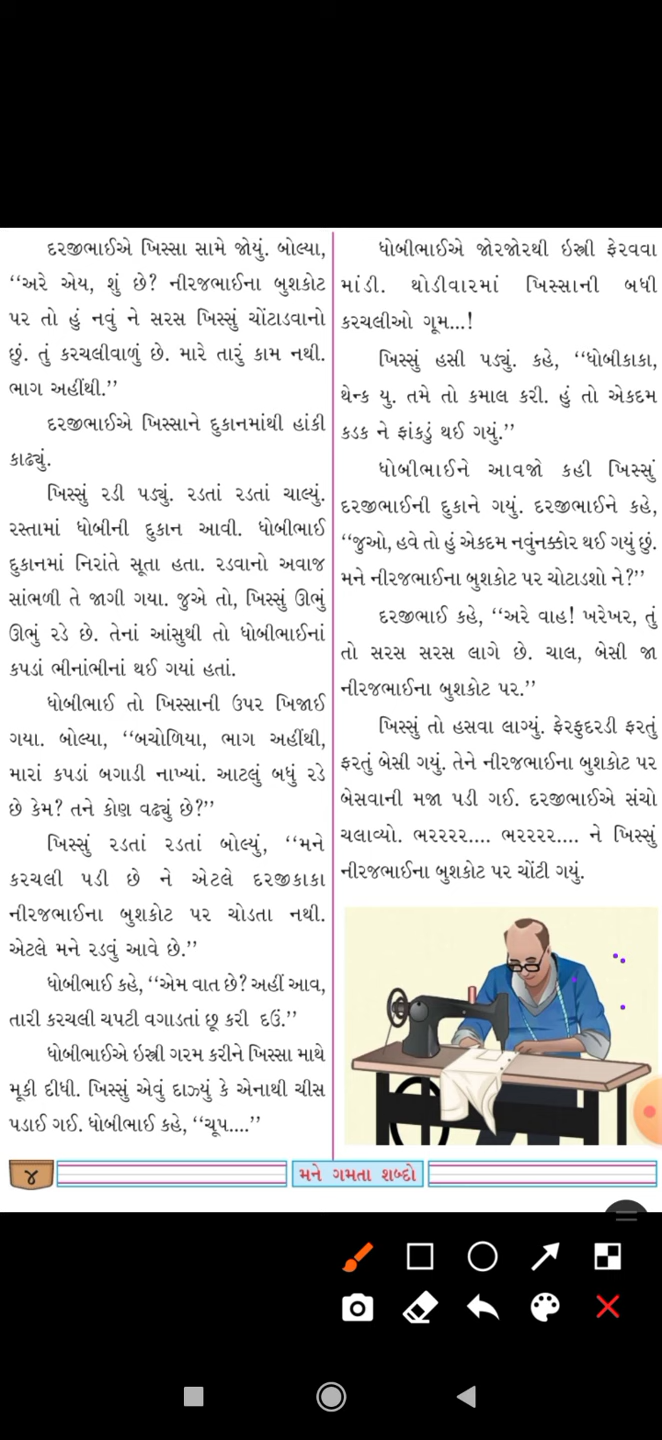 દરજીભાઈએ ખિસ્સા સામે જોયું. બોલ્યા,
‘‘અરે એય, શું છે? નીરજભાઈના બુશકોટ
પર તો હું નવું ને સરસ ખિસ્સું ચોંટાડવાનો
છું. તું કરચલીવાળું છે. મારે તારું કામ નથી.
ભાગ અહીંથી.’’
દરજીભાઈએ ખિસ્સાને દુકાનમાંથી હાંકી
કાઢ્યું.
ખિસ્સું રડી પડ્યું. રડતાં રડતાં ચાલ્યું.
રસ્તામાં ધોબીની દુકાન આવી. ધોબીભાઈ
દુકાનમાં નિરાંતે સૂતા હતા. રડવાનો અવાજ
સાંભળી તે જાગી ગયા. જુએ તો, ખિસ્સું ઊભું
ઊભું રડે છે. તેનાં આંસુથી તો ધોબીભાઈનાં
કપડાં ભીનાંભીનાં થઈ ગયાં હતાં.
ધોબીભાઈ તો ખિસ્સાની ઉપર ખિજાઈ
ગયા. બોલ્યા, ‘‘બચોળિયા, ભાગ અહીંથી,
મારાં કપડાં બગાડી નાખ્યાં. આટલું બધું રડે
છે કેમ? તને કોણ વઢ્યું છે?’’
ખિસ્સું રડતાં રડતાં બોલ્યું, ‘‘મને
કરચલી પડી છે ને એટલે દરજીકાકા
નીરજભાઈના બુશકોટ પર ચોડતા નથી.
એટલે મને રડવું આવે છે.’’
ધોબીભાઈ કહે, ‘‘એમ વાત છે? અહીં આવ,
તારી કરચલી ચપટી વગાડતાં છૂ કરી દઉં.’’
ધોબીભાઈએ ઇસ્ત્રી ગરમ કરીને ખિસ્સા માથે
મૂકી દીધી. ખિસ્સું એવું દાઝ્યું કે એનાથી ચીસ
પડાઈ ગઈ. ધોબીભાઈ કહે, ‘‘ચૂપ....’’
ધોબીભાઈએ જોરજોરથી ઇસ્ત્રી ફેરવવા
માંડી. થોડીવારમાં ખિસ્સાની બધી
કરચલીઓ ગૂમ...!
ખિસ્સું હસી પડ્યું. કહે, ‘‘ધોબીકાકા,
થેન્ક યુ. તમે તો કમાલ કરી. હું તો એકદમ
કડક ને ફાંકડું થઈ ગયું.’’
ધોબીભાઈને આવજો કહી ખિસ્સું
દરજીભાઈની દુકાને ગયું. દરજીભાઈને કહે,
‘‘જુઓ, હવે તો હું એકદમ નવુંનક્કોર થઈ ગયું છું.
મને નીરજભાઈના બુશકોટ પર ચોટાડશો ને?’’
દરજીભાઈ કહે, ‘‘અરે વાહ! ખરેખર, તું
તો સરસ સરસ લાગે છે. ચાલ, બેસી જા
નીરજભાઈના બુશકોટ પર.’’
ખિસ્સું તો હસવા લાગ્યું. ફેરફુદરડી ફરતું
ફરતું બેસી ગયું. તેને નીરજભાઈના બુશકોટ પર
બેસવાની મજા પડી ગઈ. દરજીભાઈએ સંચો
ચલાવ્યો. ભરરરર.... ભરરરર.... ને ખિસ્સું
નીરજભાઈના બુશકોટ પર ચોંટી ગયું.
૪
મને ગમતા શબ્દો